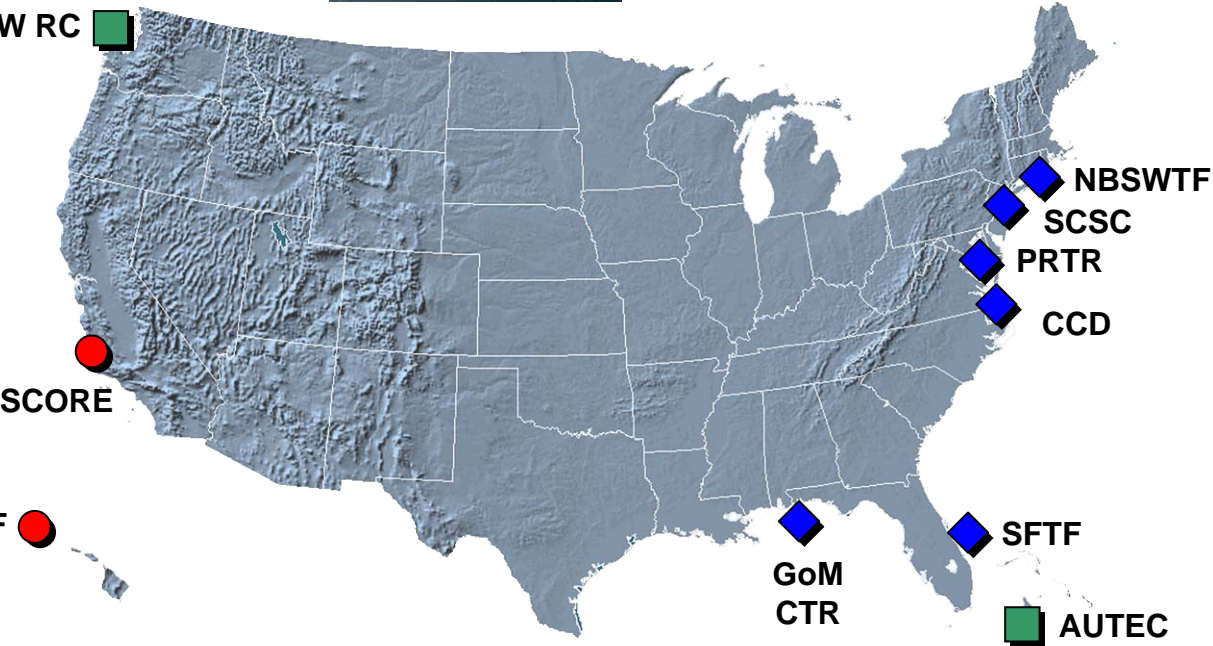 W RC
NBSWTF
SCSC
PRTR
CCD
SCORE
F
SFTF
GoM
CTR
AUTEC